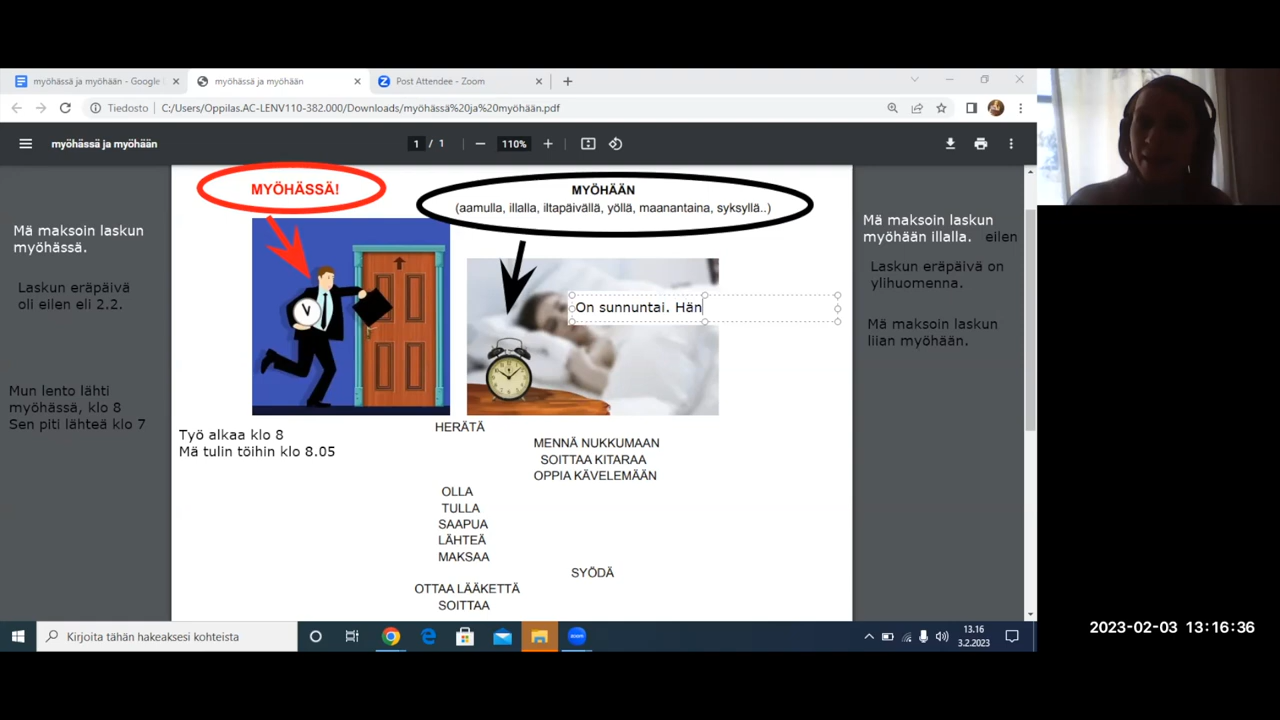 myöhässä ja myöhään - Google
myöhässä ja myöhään
Post Attendee - Zoom
Tiedosto
C:/Users/Oppilas.AC-LENV110-382.000/Downloads/myöhässä%20ja%20myöhään.pdf
myöhässä ja myöhään
1 / 1
110%
MYÖHÄSSÄ!
MYÖHÄÄN
(aamulla, illalla, iltapäivällä, yöllä, maanantaina, syksyllä..)
Mä maksoin laskun
myöhässä.
Laskun eräpäivä
oli eilen eli 2.2.
Mun lento lähti
myöhässä, klo 8
Sen piti lähteä klo 7
On sunnuntai. Hän
Mä maksoin laskun
myöhään illalla. eilen
Laskun eräpäivä on
ylihuomenna.
Mä maksoin laskun
liian myöhään.
Työ alkaa klo 8
Mä tulin töihin klo 8.05
HERÄTÄ
MENNÄ NUKKUMAAN
SOITTAA KITARAA
OPPIA KÄVELEMÄÄN
OLLA
TULLA
SAAPUA
LÄHTEÄ
MAKSAA
SYÖDÄ
OTTAA LÄÄKETTÄ
SOITTAA
Kirjoita tähän hakeaksesi kohteista
zoom
13.16
3.2.2023
2023-02-03 13:16:36